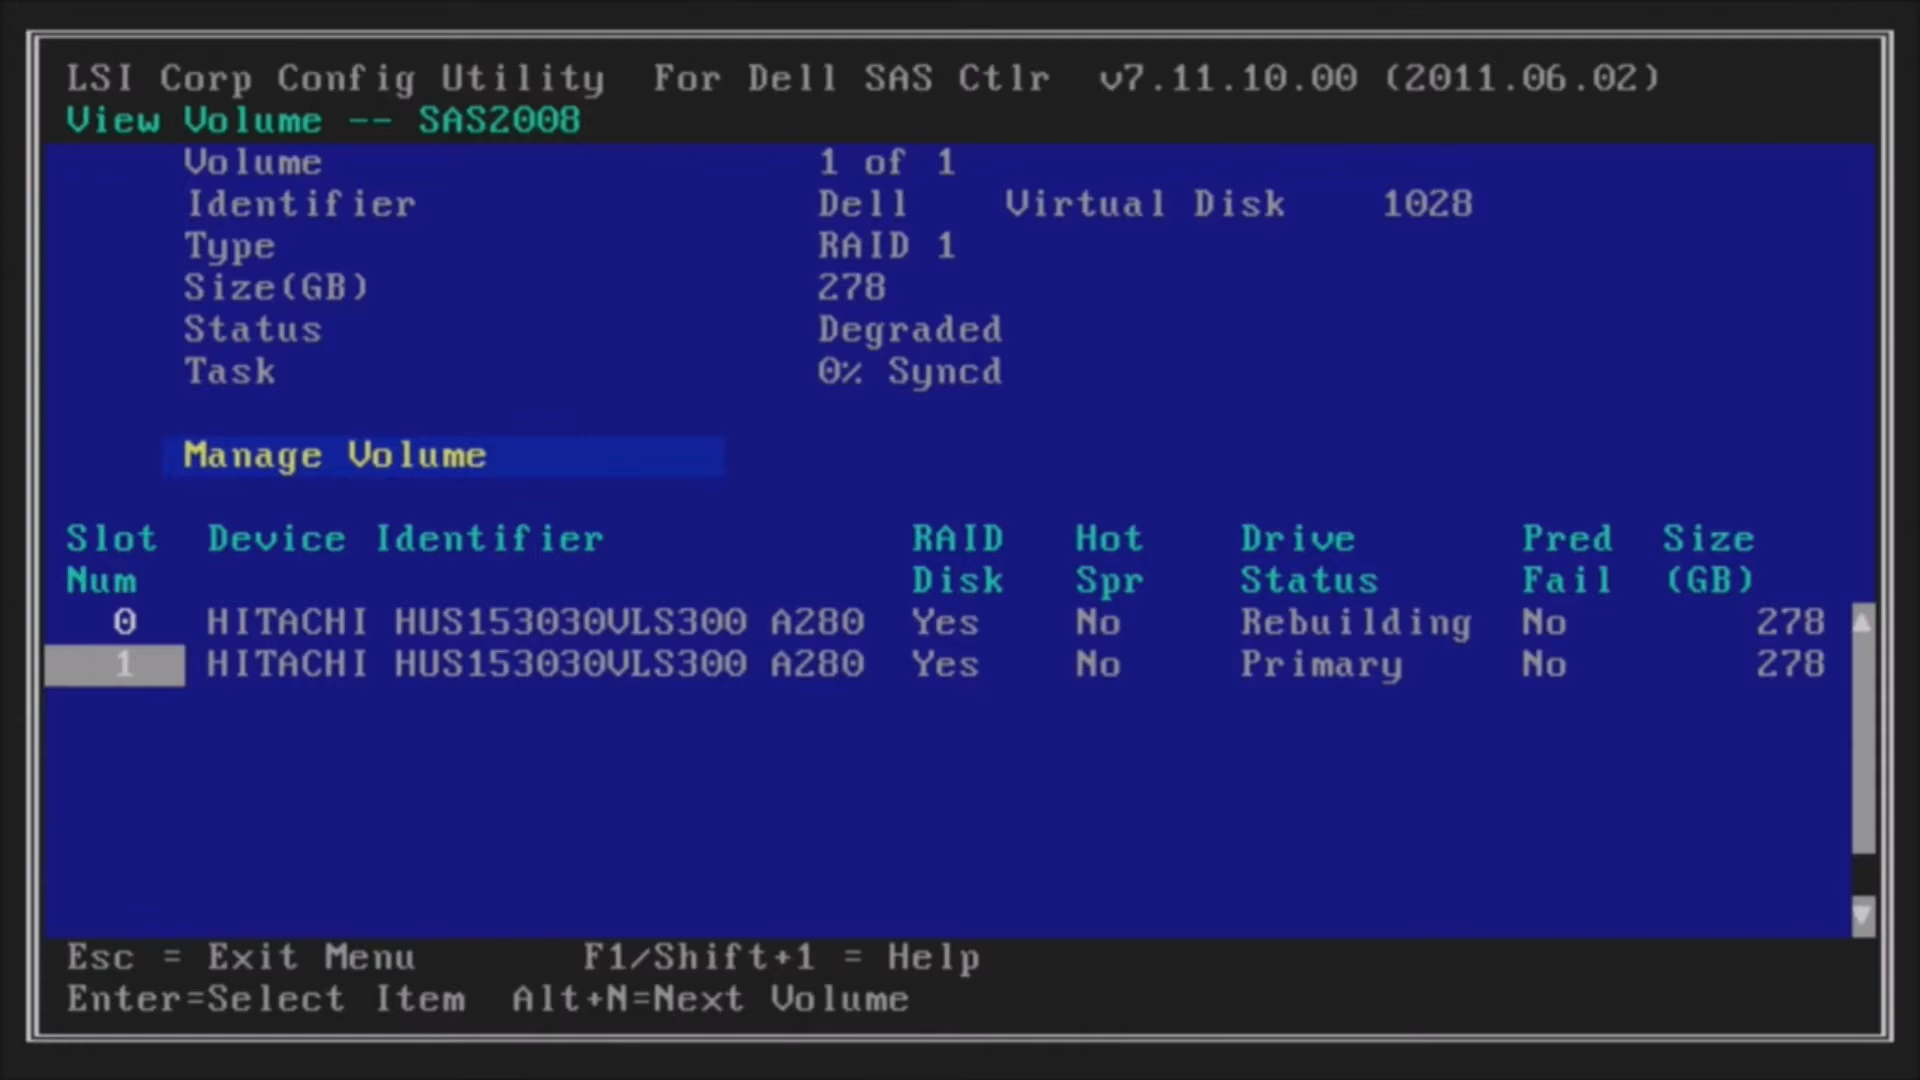 LSI Corp Config Utility  For Dell SAS Ctlr  v7.11.10.00 (2011.06.02)
View Volume -- SAS2008
Volume 1 of 1
Identifier Dell Virtual Disk 1028
Type RAID 1
Size(GB) 278
Status Degraded
Task 0% Syncd
Manage Volume
Slot Device Identifier RAID Hot Drive Pred Size
Num Disk Spr Status Fail (GB)
0 HITACHI HUS153030VLS300 A280 Yes No Rebuilding No 278
1 HITACHI HUS153030VLS300 A280 Yes No Primary No 278
Esc = Exit Menu F1/Shift+1 = Help
Enter=Select Item Alt+N=Next Volume